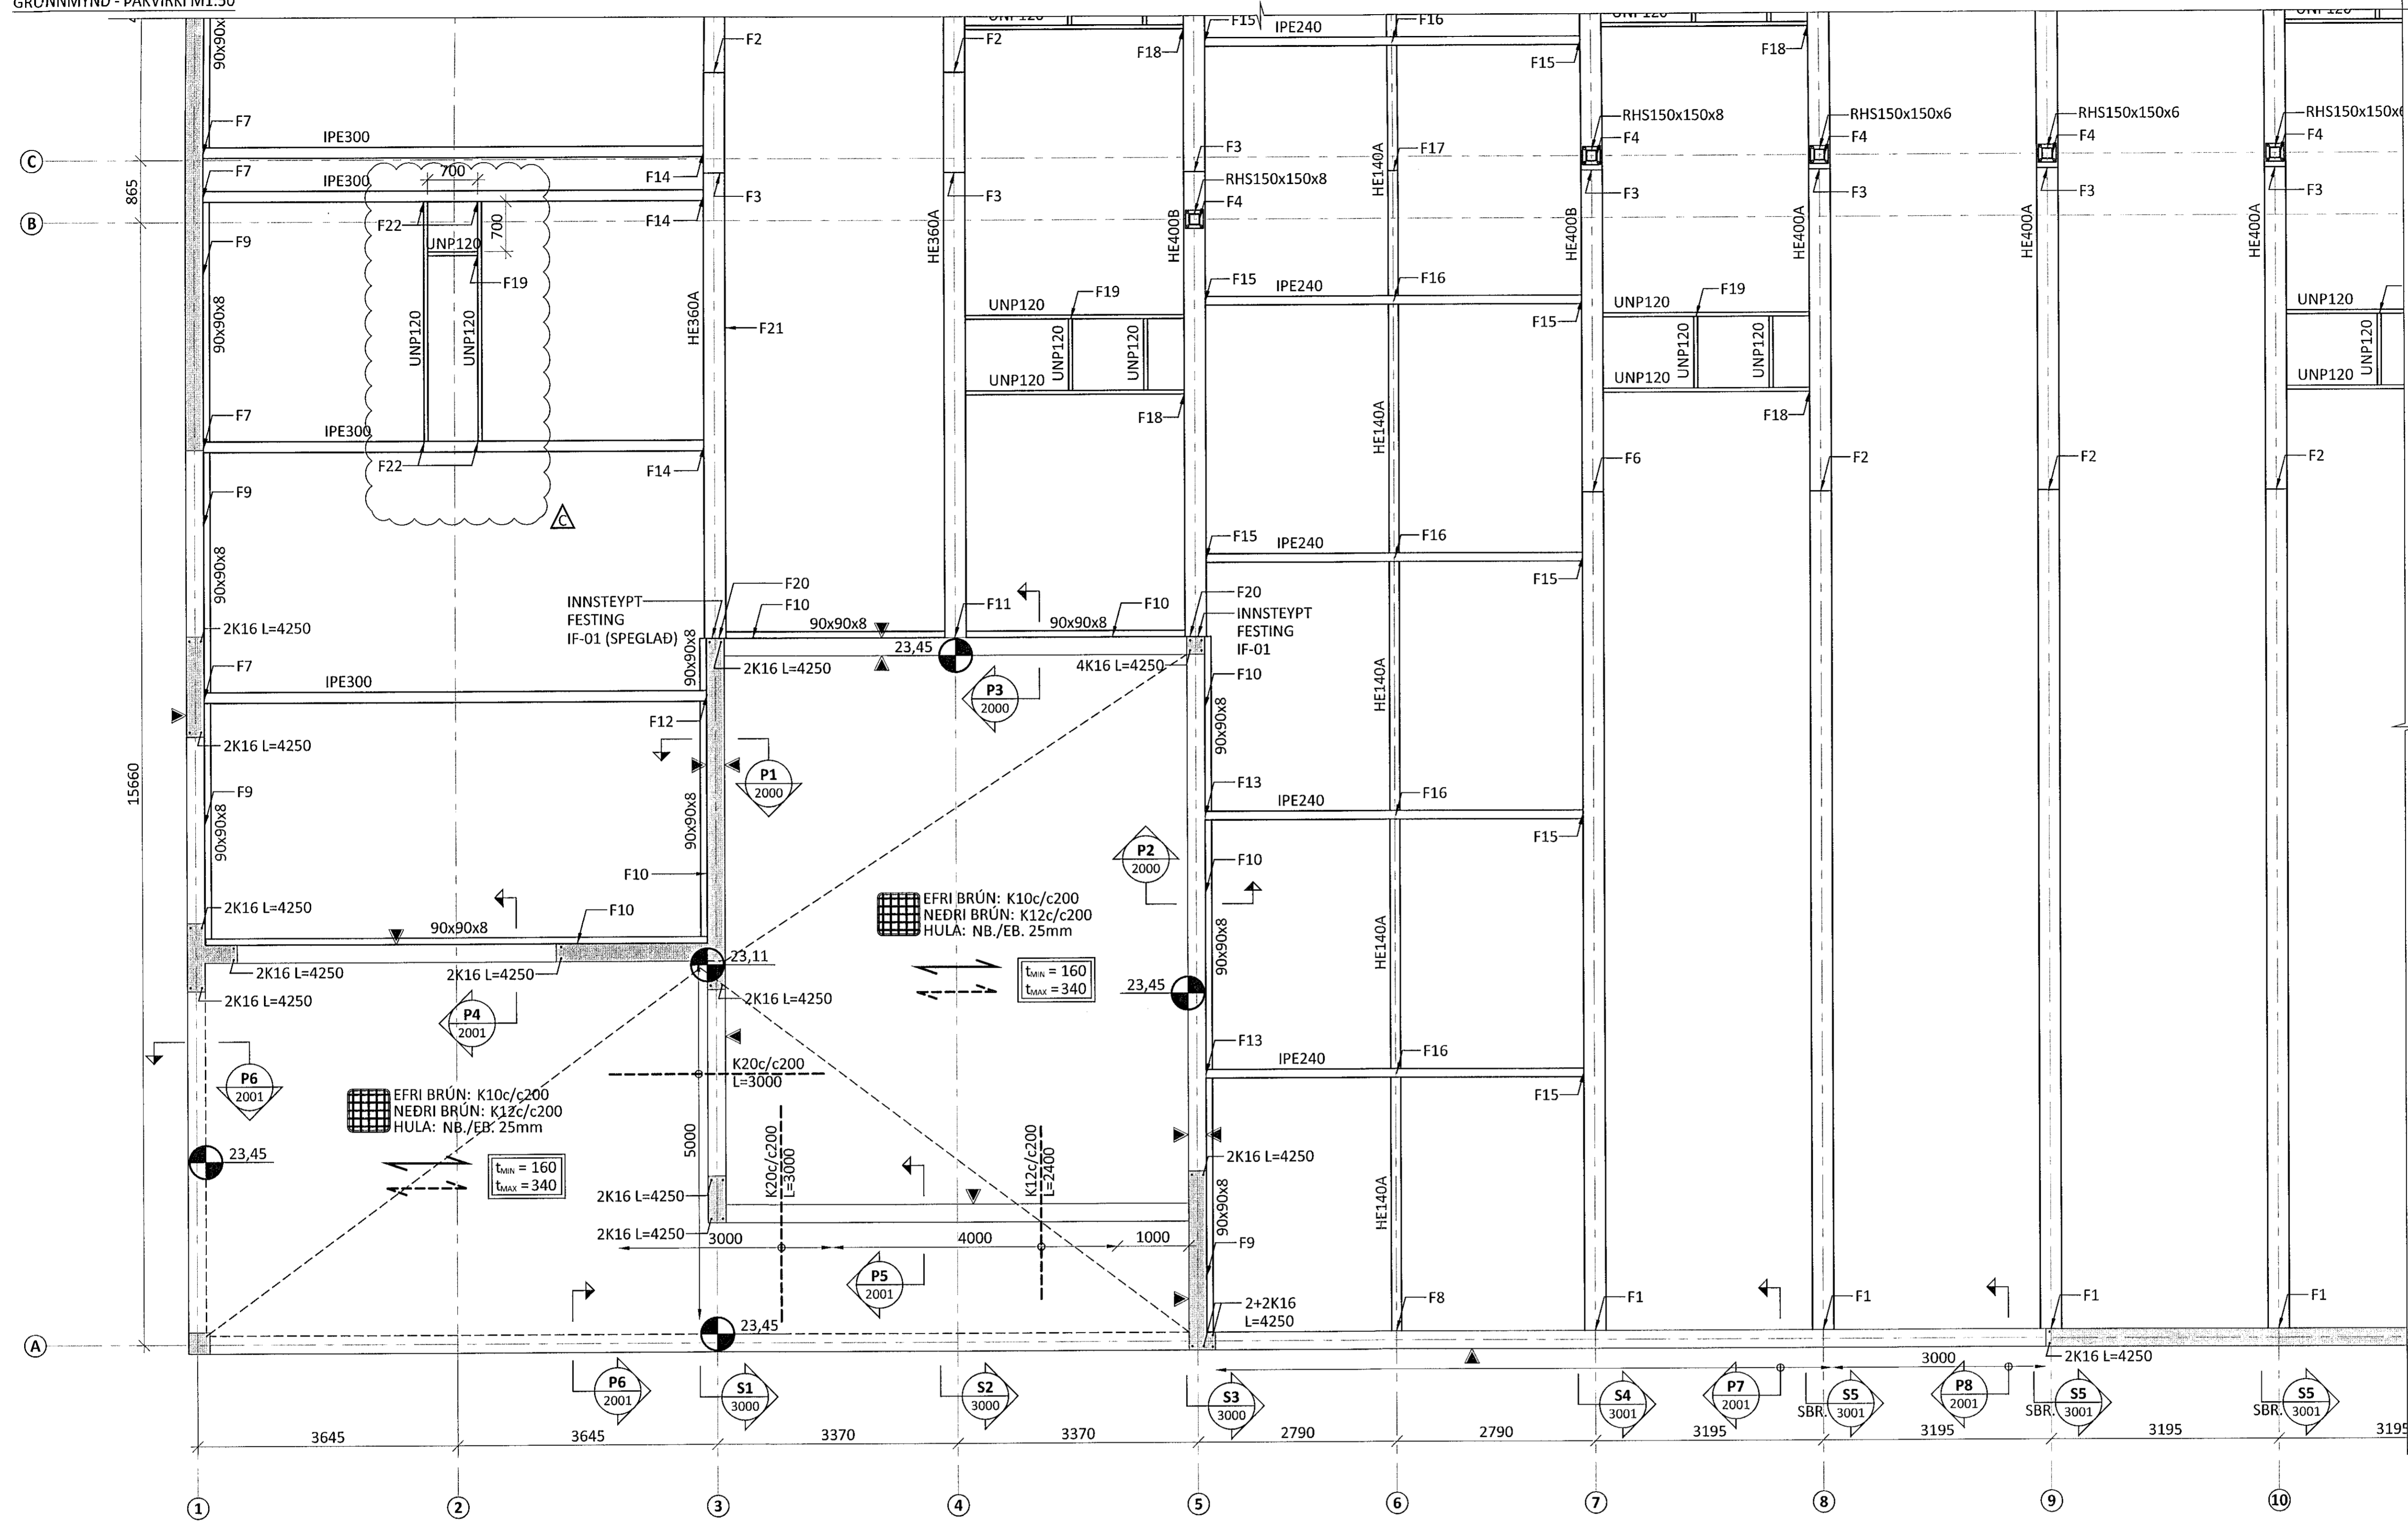 GRUNNMYND - ÞAKVIRKI M1:50
90x90x8
F2
F2
F18
F15
IPE240
F16
F15
UNP120
F18
F7
IPE300
F14
HE140A
F17
F3
RHS150x150x8
F4
RHS150x150x8
F4
F3
RHS150x150x6
F4
F3
RHS150x150x6
F4
F3
RHS150x150x6
F4
F3
C
865
B
F7
IPE300
700
F14
F3
F3
HE360A
HE400B
HE400B
HE400A
HE400A
HE400A
F9
F22
UNP120
700
F19
90x90x8
UNP120
UNP120
HE360A
F21
UNP120
F19
UNP120
UNP120
UNP120
F18
F15
IPE240
F16
F15
UNP120
F19
UNP120
UNP120
UNP120
F18
UNP120
UNP120
UNP120
F7
IPE300
F22
F14
C
HE140A
F6
F2
F2
F2
F9
90x90x8
F15
IPE240
F16
F15
INNSTEYPT
FESTING
IF-01 (SPEGLAÐ)
F20
F10
90x90x8
F11
90x90x8
F10
F20
INNSTEYPT
FESTING
IF-01
2K16 L=4250
90x90x8
2K16 L=4250
23,45
4K16 L=4250
F7
IPE300
F12
P3
2000
F10
90x90x8
HE140A
2K16 L=4250
P1
2000
15660
F9
90x90x8
90x90x8
F10
F13
IPE240
F16
F15
P2
2000
F10
90x90x8
HE140A
2K16 L=4250
F10
90x90x8
EFRI BRÚN: K10c/c200
NEÐRI BRÚN: K12c/c200
HULA: NB./EB. 25mm
tMIN = 160
tMAX = 340
23,11
23,45
2K16 L=4250
2K16 L=4250
2K16 L=4250
2K16 L=4250
P4
2001
F13
IPE240
F16
F15
P6
2001
K20c/c200
L=3000
EFRI BRÚN: K10c/c200
NEÐRI BRÚN: K12c/c200
HULA: NB./EB. 25mm
23,45
tMIN = 160
tMAX = 340
5000
K20c/c200
L=3000
K12c/c200
L=2400
2K16 L=4250
2K16 L=4250
2K16 L=4250
90x90x8
HE140A
3000
4000
1000
F9
P5
2001
2+2K16
L=4250
F8
F1
F1
F1
F1
A
23,45
2K16 L=4250
3000
P6
2001
S1
3000
S2
3000
S3
3000
S4
3001
P7
2001
SBR.
S5
3001
P8
2001
SBR.
S5
3001
SBR.
S5
3001
3645
3645
3370
3370
2790
2790
3195
3195
3195
3195
1
2
3
4
5
6
7
8
9
10